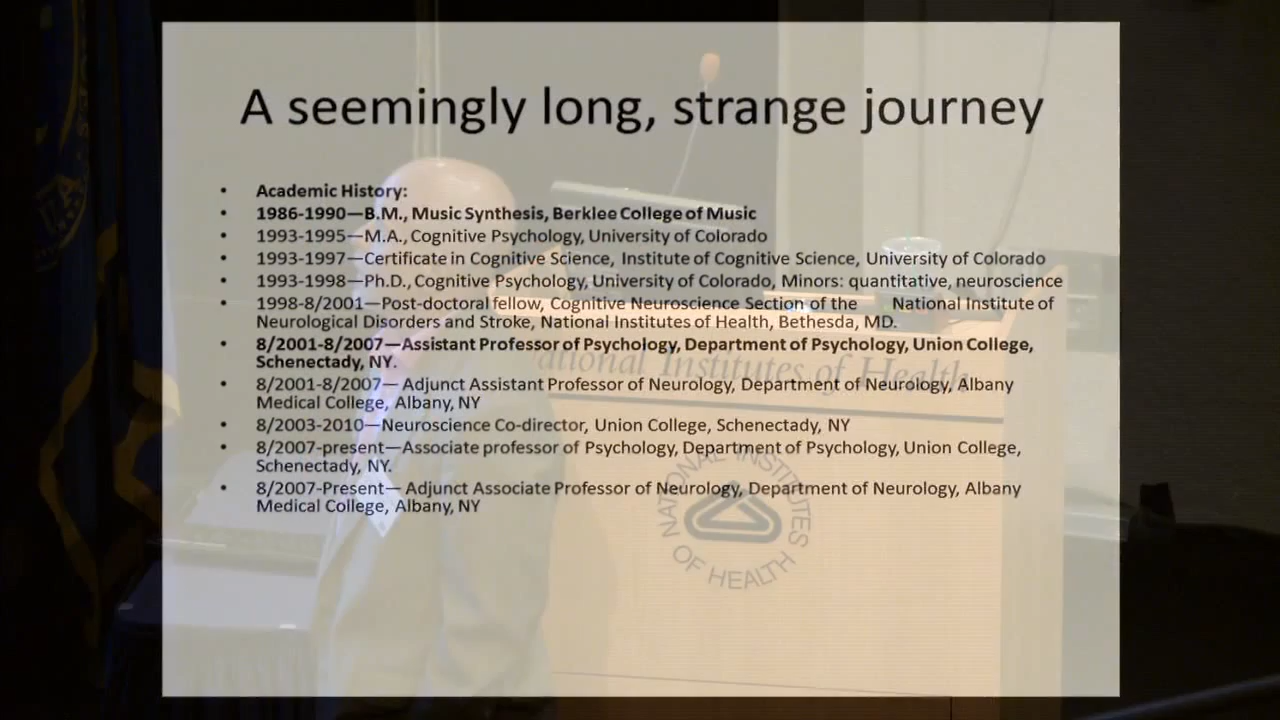 A seemingly long, strange journey
• Academic History:
• 1986-1990—B.M., Music Synthesis, Berklee College of Music
• 1993-1995—M.A., Cognitive Psychology, University of Colorado
• 1993-1997—Certificate in Cognitive Science, Institute of Cognitive Science, University of Colorado
• 1993-1998—Ph.D., Cognitive Psychology, University of Colorado, Minors: quantitative, neuroscience
• 1998-8/2001—Post-doctoral fellow, Cognitive Neuroscience Section of the National Institute of
Neurological Disorders and Stroke, National Institutes of Health, Bethesda, MD.
• 8/2001-8/2007—Assistant Professor of Psychology, Department of Psychology, Union College,
Schenectady, NY.
• 8/2001-8/2007— Adjunct Assistant Professor of Neurology, Department of Neurology, Albany
Medical College, Albany, NY
• 8/2003-2010—Neuroscience Co-director, Union College, Schenectady, NY
• 8/2007-present—Associate professor of Psychology, Department of Psychology, Union College,
Schenectady, NY.
• 8/2007-Present— Adjunct Associate Professor of Neurology, Department of Neurology, Albany
Medical College, Albany, NY
National Institutes of Health
NATIONAL INSTITUTES OF HEALTH